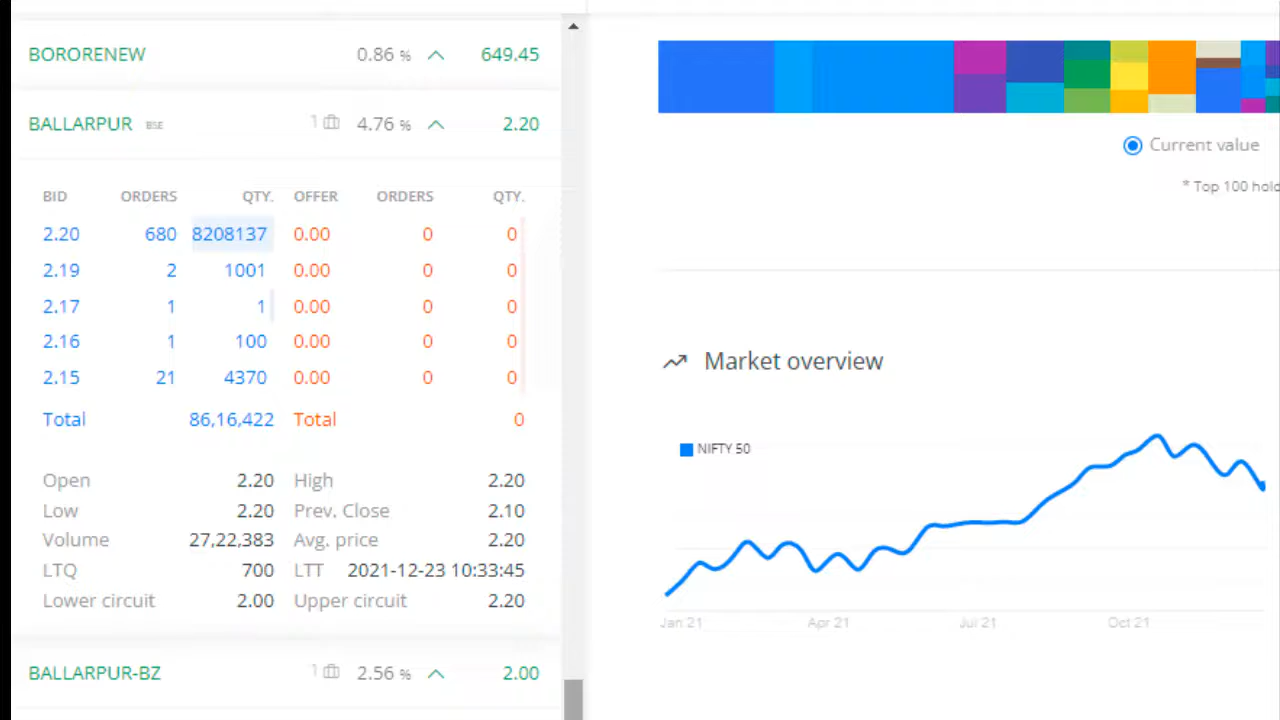 BORORENEW 0.86 % 649.45
BALLARPUR BSE 1 4.76 % 2.20
BID ORDERS QTY. OFFER ORDERS QTY.
2.20 680 8208137 0.00 0 0
2.19 2 1001 0.00 0 0
2.17 1 1 0.00 0 0
2.16 1 100 0.00 0 0
2.15 21 4370 0.00 0 0
Total 86,16,422 Total 0
Open 2.20 High 2.20
Low 2.20 Prev. Close 2.10
Volume 27,22,383 Avg. price 2.20
LTQ 700 LTT 2021-12-23 10:33:45
Lower circuit 2.00 Upper circuit 2.20
BALLARPUR-BZ 1 2.56 % 2.00
Current value
* Top 100 hold
Market overview
NIFTY 50
Jan 21 Apr 21 Jul 21 Oct 21